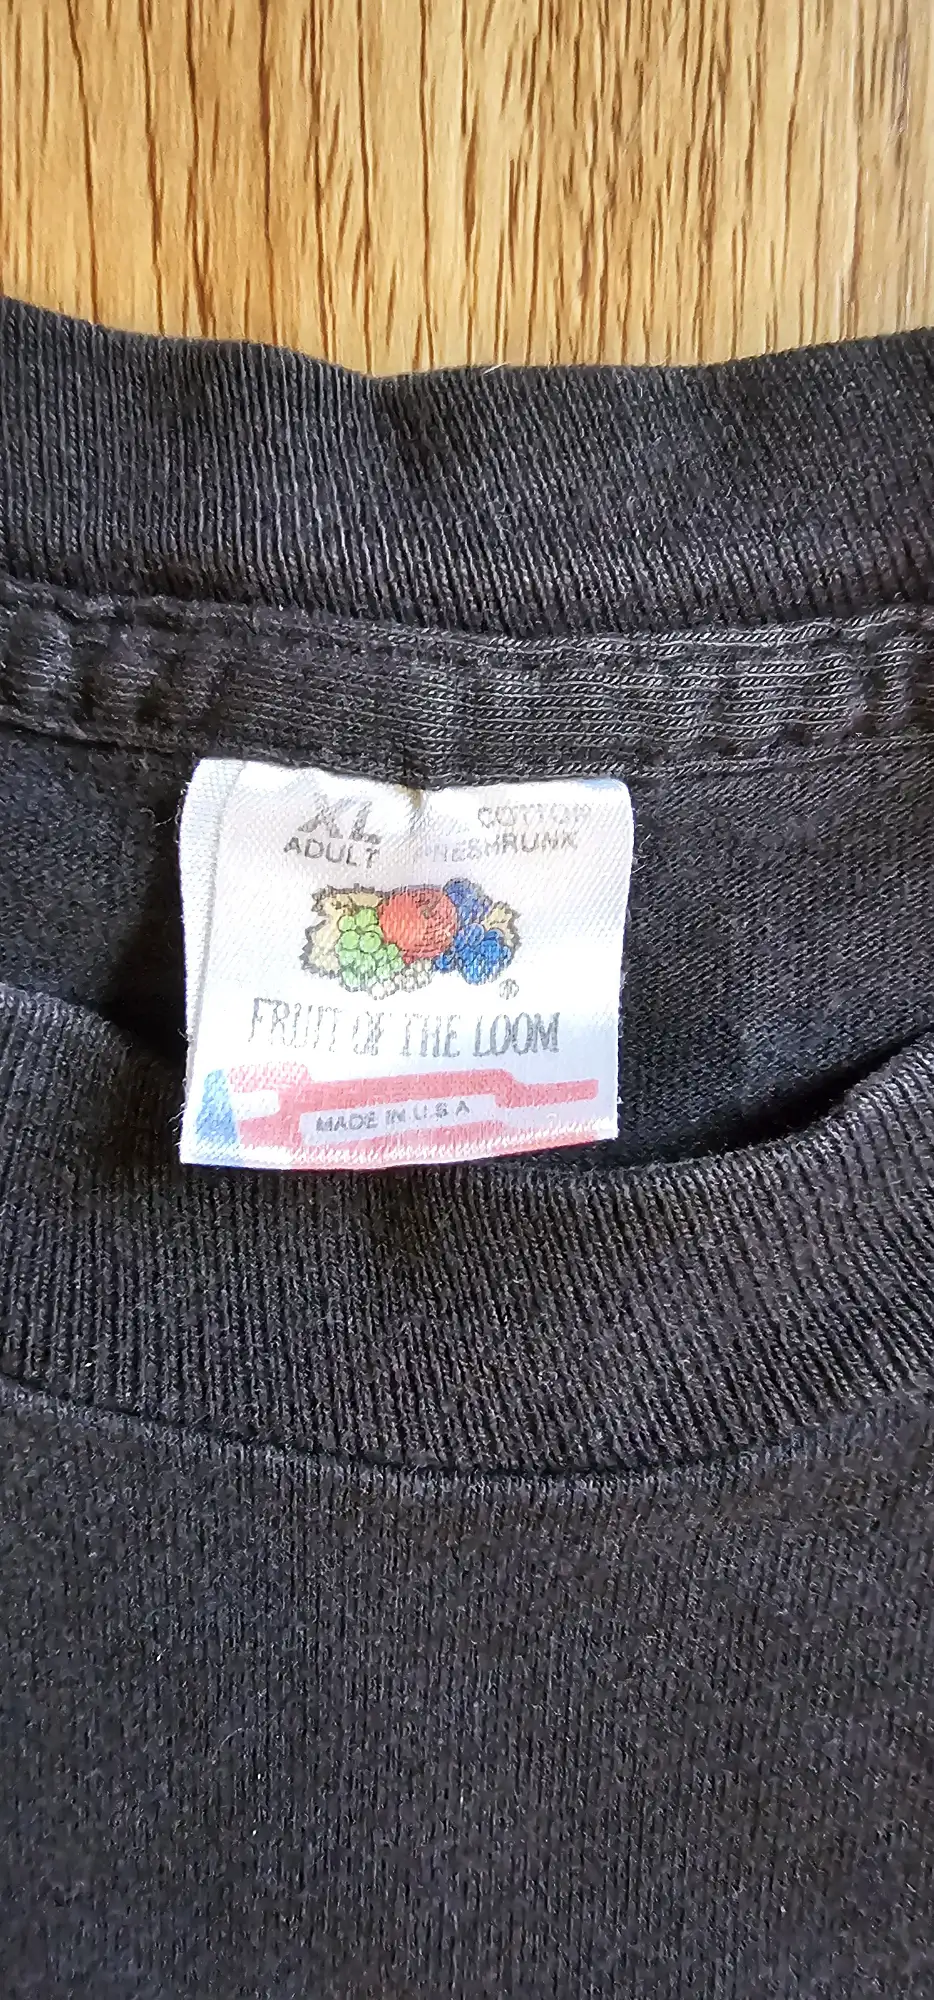 XL COTTON
ADULT PRESHRUNK
®
FRUIT OF THE LOOM
MADE IN U.S.A